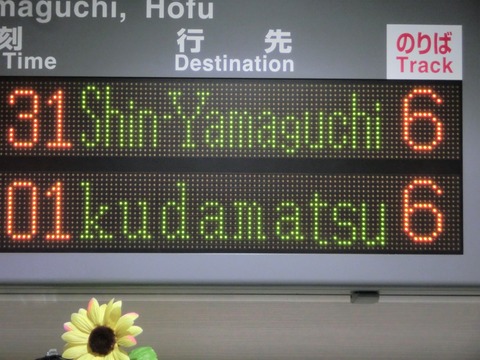 maguchi, Hofu
刻 行先 のりば
Time Destination Track
31 Shin-Yamaguchi 6
01 kudamatsu 6